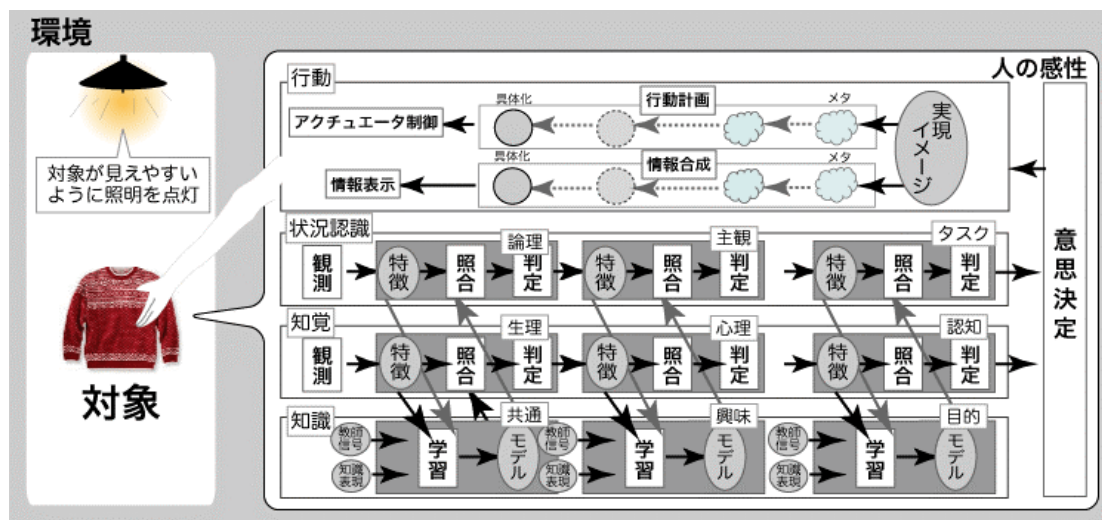 環境
人の感性
対象が見えやすい
ように照明を点灯
対象
行動
具体化
行動計画
メタ
アクチュエータ制御
具体化
情報合成
メタ
情報表示
実現
イメージ
状況認識
論理
主観
タスク
観測
特徴
照合
判定
特徴
照合
判定
特徴
照合
判定
知覚
生理
心理
認知
観測
特徴
照合
判定
特徴
照合
判定
特徴
照合
判定
知識
共通
興味
目的
教師
信号
知識
表現
学習
モデル
教師
信号
知識
表現
学習
モデル
教師
信号
知識
表現
学習
モデル
意思決定